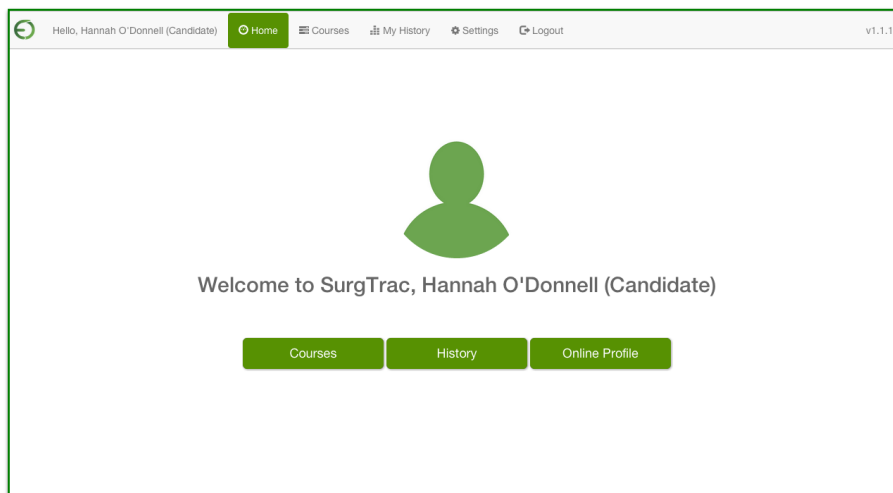 Hello, Hannah O'Donnell (Candidate) Home Courses My History Settings Logout v1.1.1
Welcome to SurgTrac, Hannah O'Donnell (Candidate)
Courses History Online Profile